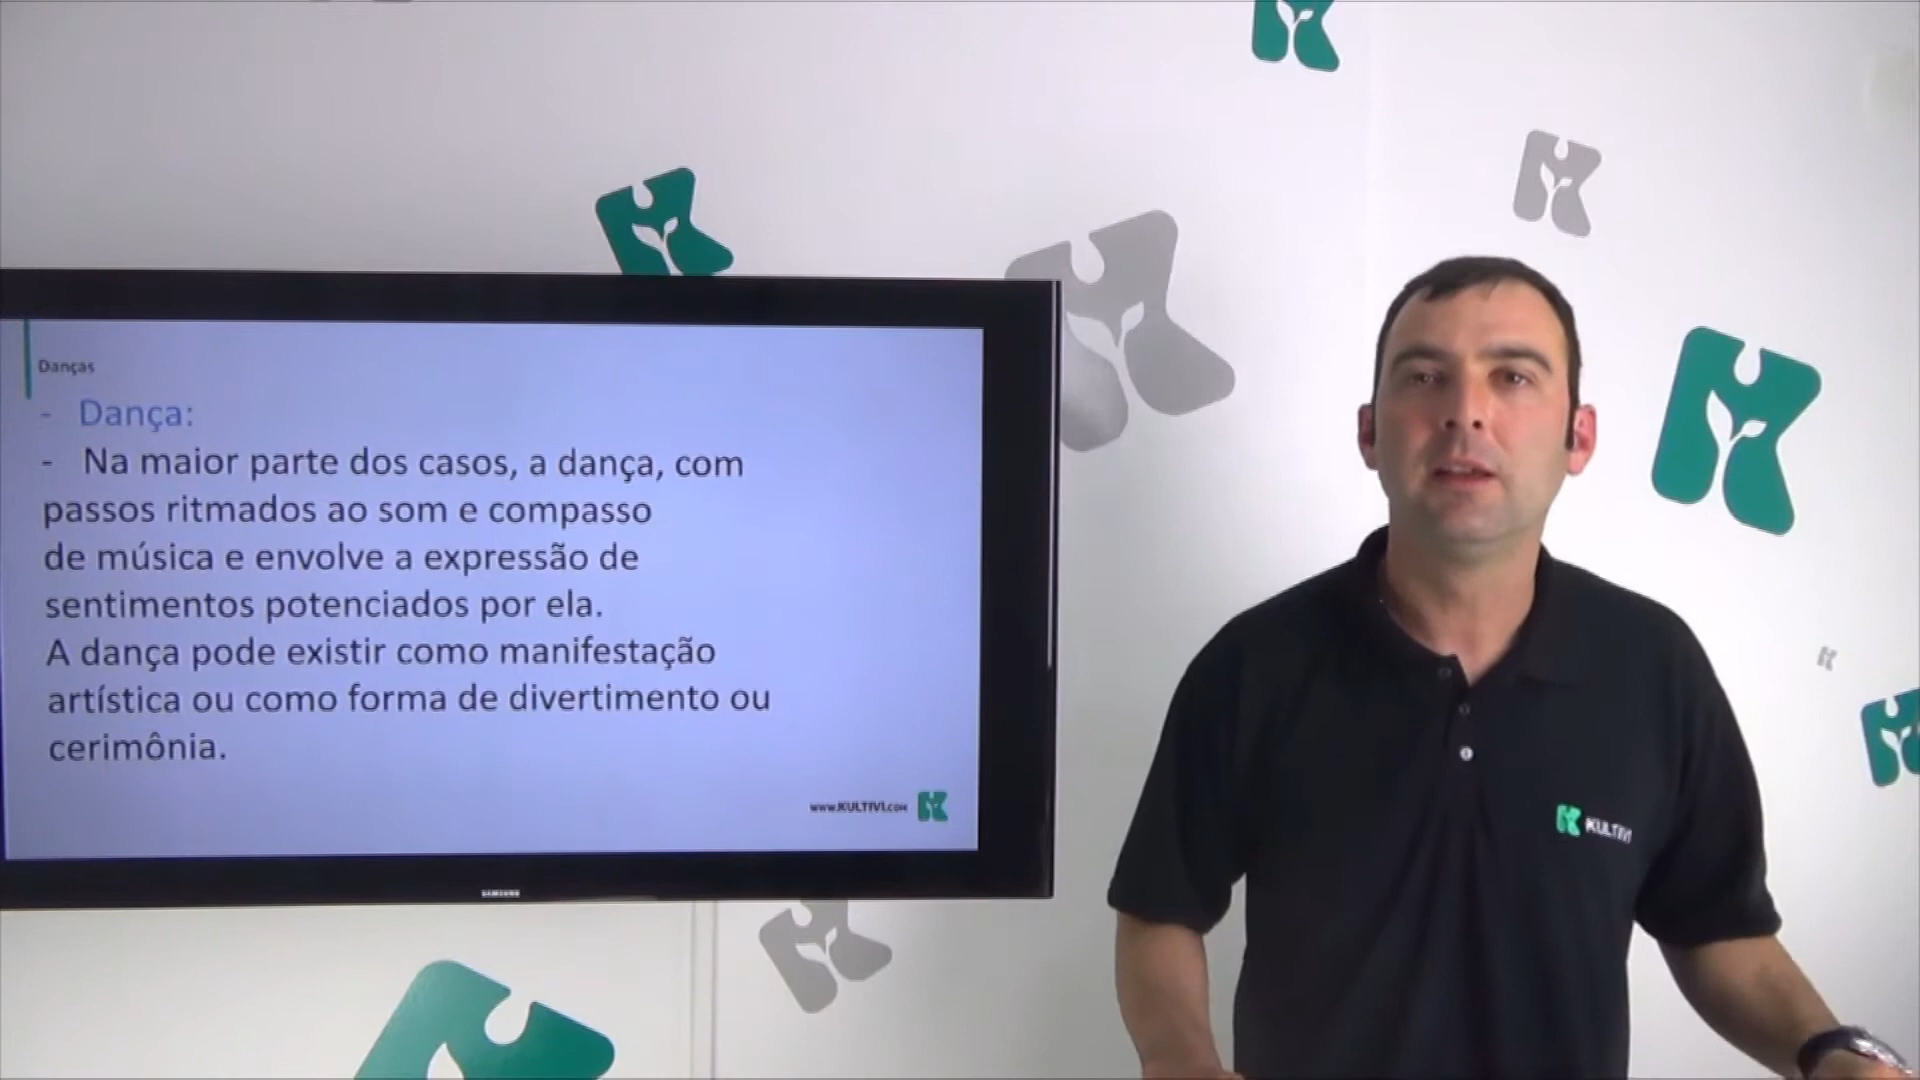 Danças
- Dança:
- Na maior parte dos casos, a dança, com
passos ritmados ao som e compasso
de música e envolve a expressão de
sentimentos potenciados por ela.
A dança pode existir como manifestação
artística ou como forma de divertimento ou
cerimônia.
www.KULTIVI.com
SAMSUNG
KULTIVI